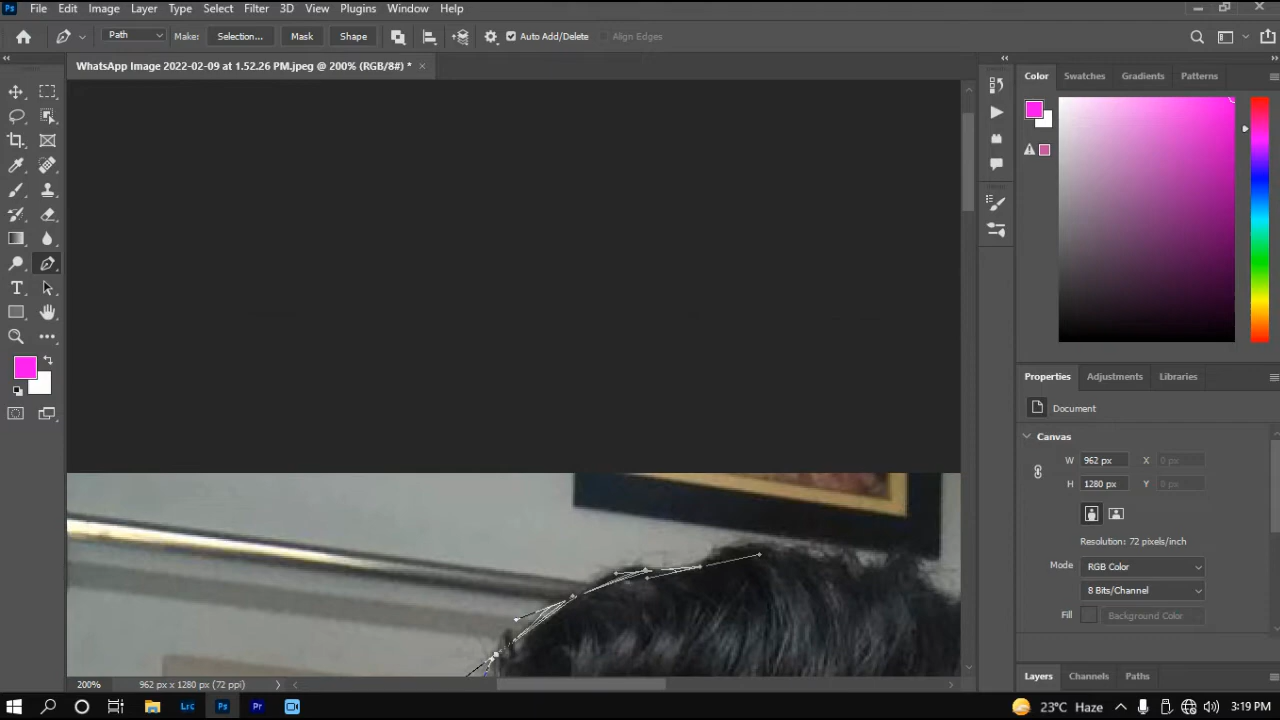 Ps File Edit Image Layer Type Select Filter 3D View Plugins Window Help
Path Make: Selection... Mask Shape Auto Add/Delete Align Edges
WhatsApp Image 2022-02-09 at 1.52.26 PM.jpeg @ 200% (RGB/8#) * ×
Color Swatches Gradients Patterns
Properties Adjustments Libraries
Document
Canvas
W 962 px X 0 px
H 1280 px Y 0 px
Resolution: 72 pixels/inch
Mode RGB Color
8 Bits/Channel
Fill Background Color
Layers Channels Paths
200% 962 px x 1280 px (72 ppi)
Lrc Ps Pr 23°C Haze 3:19 PM